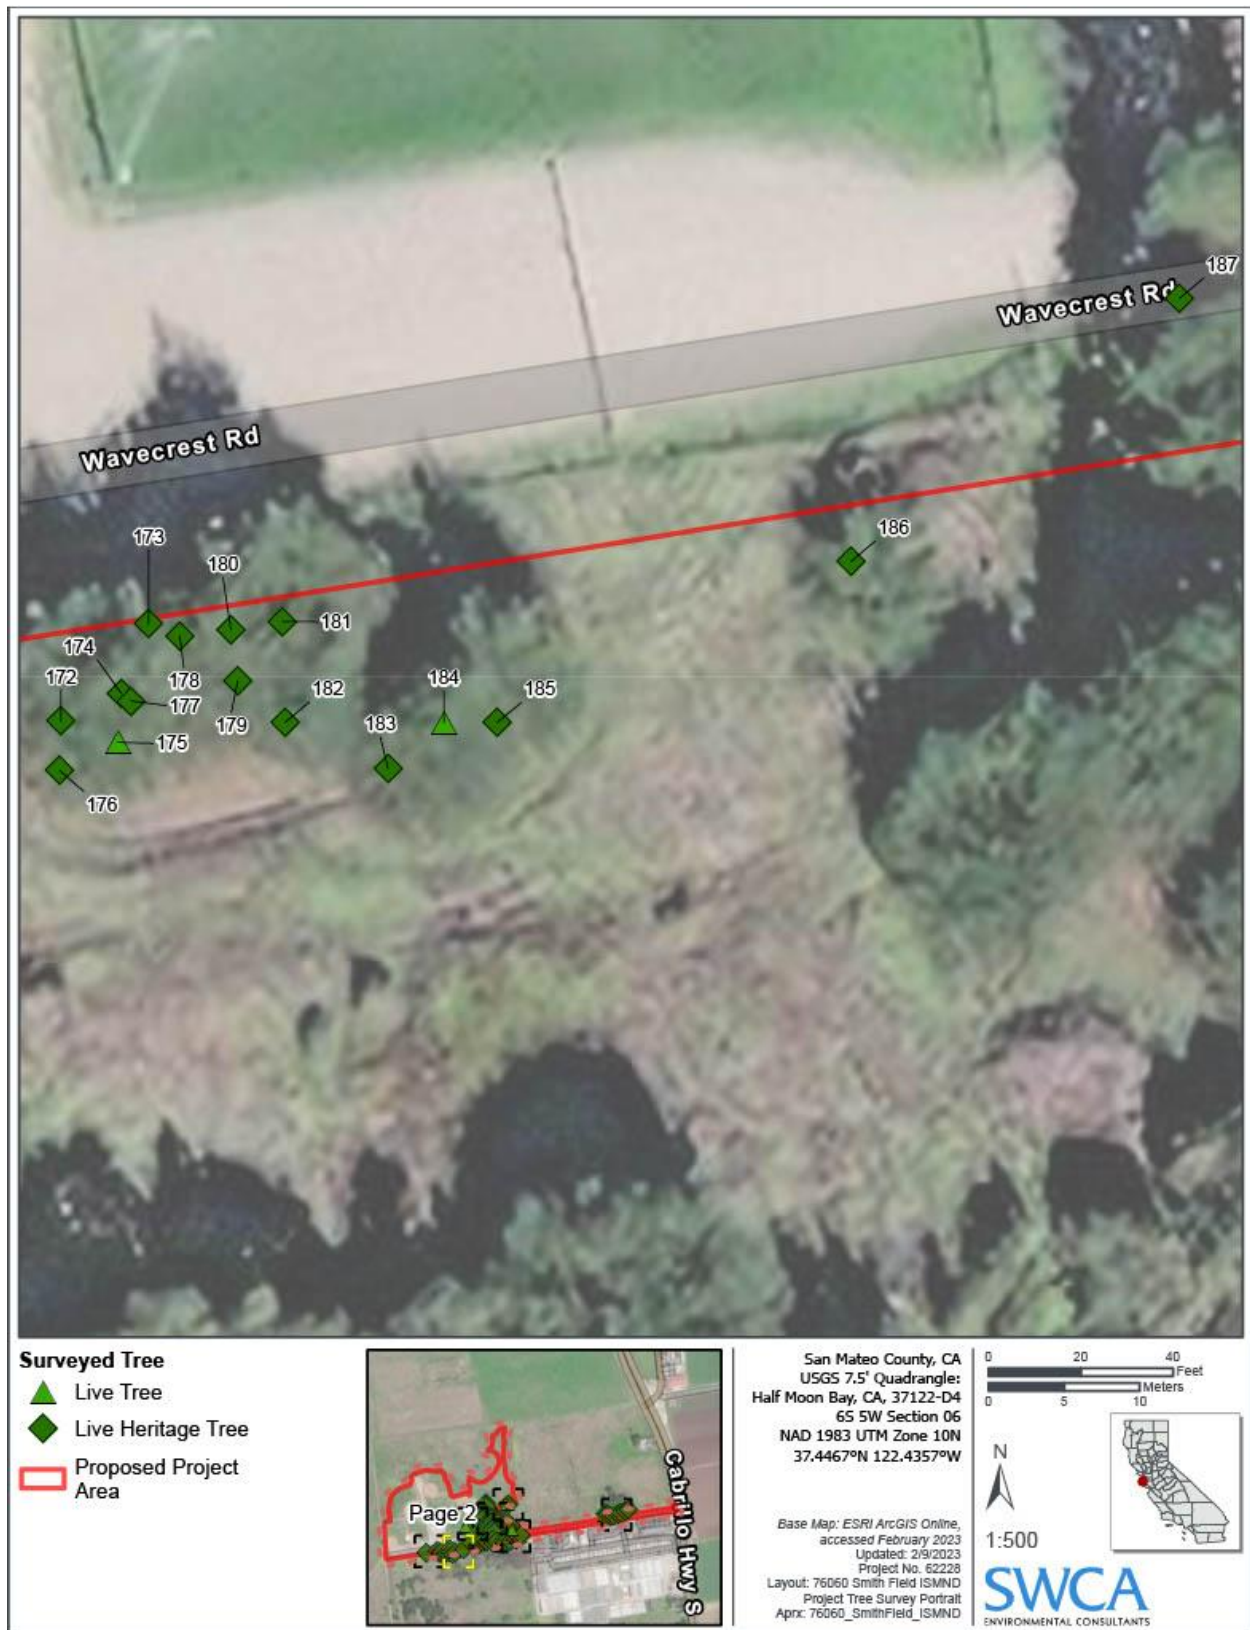 187
Wavecrest Rd
Wavecrest Rd
173
180
186
181
174
172
178
177
179
182
184
185
183
175
176
Surveyed Tree
Live Tree
Live Heritage Tree
Proposed Project
Area
Page 2
Cabrillo Hwy S
San Mateo County, CA
USGS 7.5' Quadrangle:
Half Moon Bay, CA, 37122-D4
6S 5W Section 06
NAD 1983 UTM Zone 10N
37.4467°N 122.4357°W
Base Map: ESRI ArcGIS Online,
accessed February 2023
Updated: 2/9/2023
Project No. 62228
Layout: 76060 Smith Field ISMND
Project Tree Survey Portrait
Aprx: 76060_SmithField_ISMND
0 20 40
Feet
Meters
0 5 10
N
1:500
SWCA
ENVIRONMENTAL CONSULTANTS